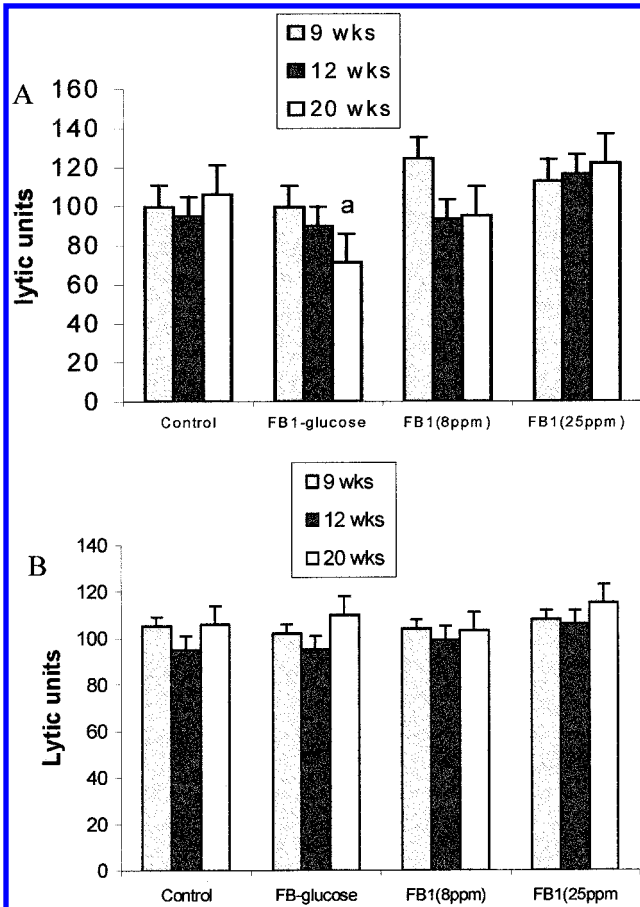 9 wks
12 wks
20 wks
A
160
140
120
100
80
60
40
20
0
lytic units
a
Control FB1-glucose FB1(8ppm) FB1(25ppm)
9 wks
12 wks
20 wks
B
140
120
100
80
60
40
20
0
Lytic units
Control FB-glucose FB1(8ppm) FB1(25ppm